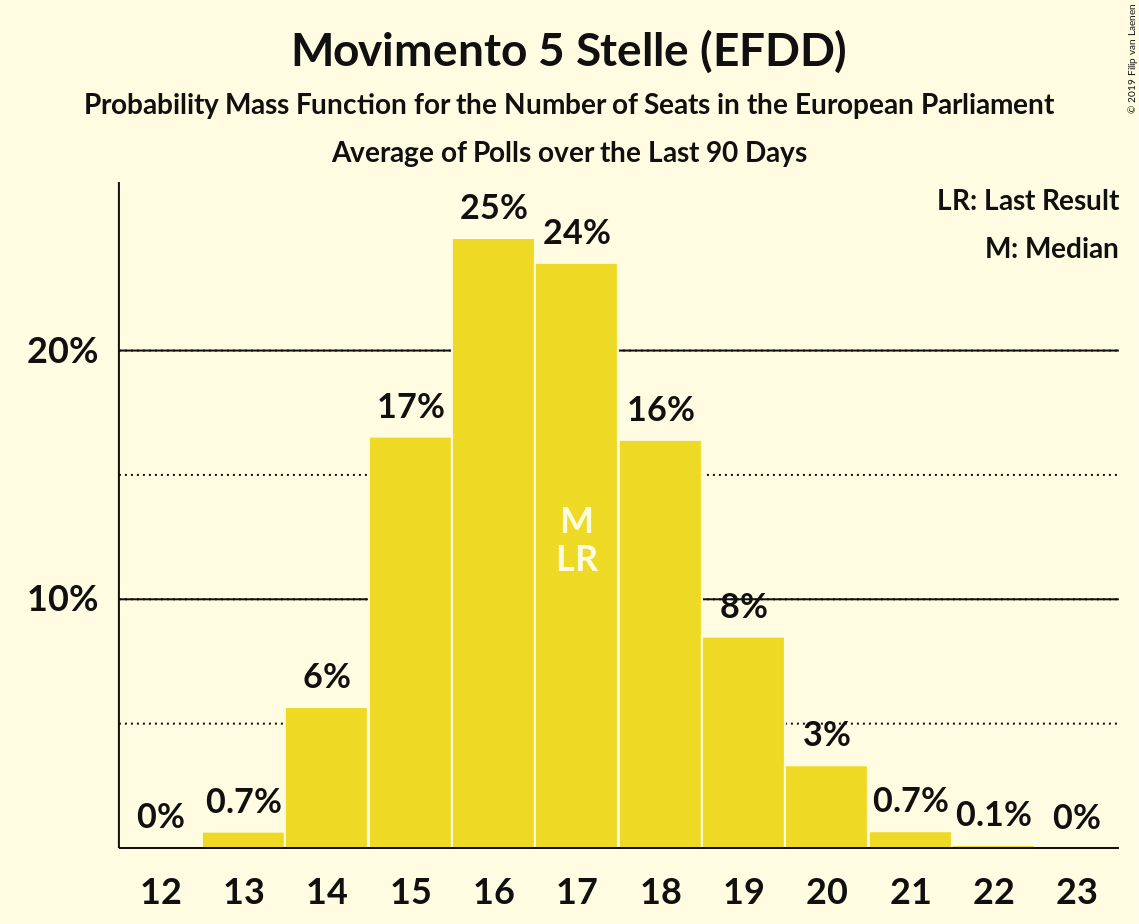 Movimento 5 Stelle (EFDD)
Probability Mass Function for the Number of Seats in the European Parliament
Average of Polls over the Last 90 Days
© 2019 Filip van Laenen
LR: Last Result
M: Median
20%
10%
0%
0.7%
6%
17%
25%
24%
16%
8%
3%
0.7%
0.1%
0%
M
LR
12 13 14 15 16 17 18 19 20 21 22 23